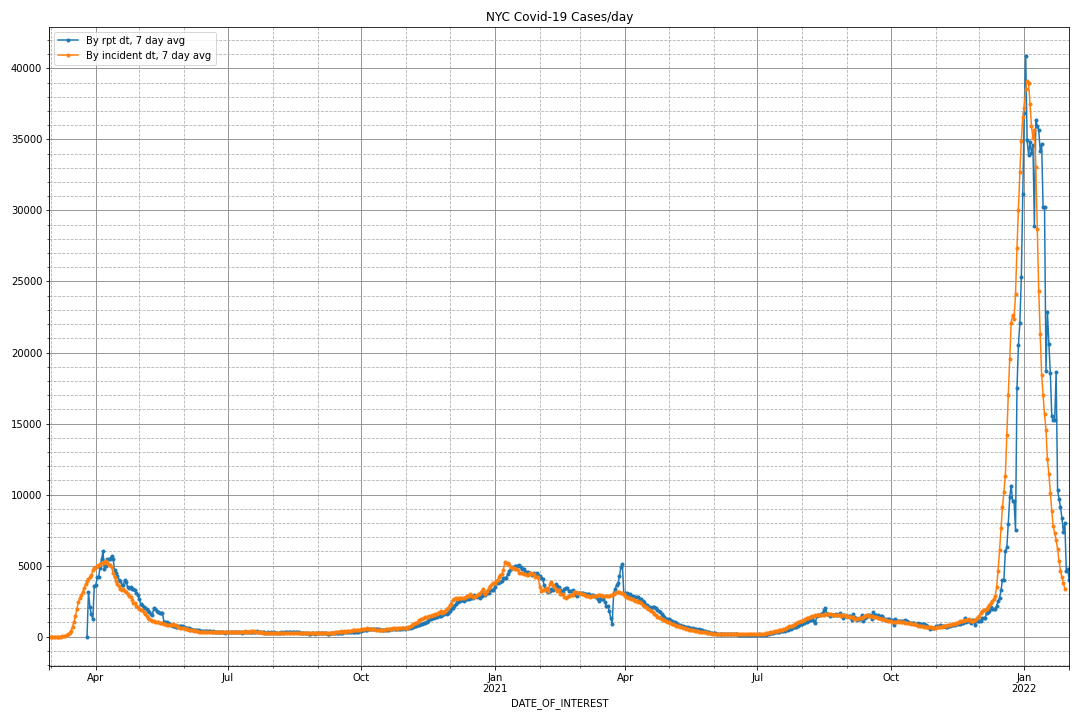 NYC Covid-19 Cases/day
By rpt dt, 7 day avg
By incident dt, 7 day avg
40000
35000
30000
25000
20000
15000
10000
5000
0
Apr
Jul
Oct
Jan
2021
Apr
Jul
Oct
Jan
2022
DATE_OF_INTEREST